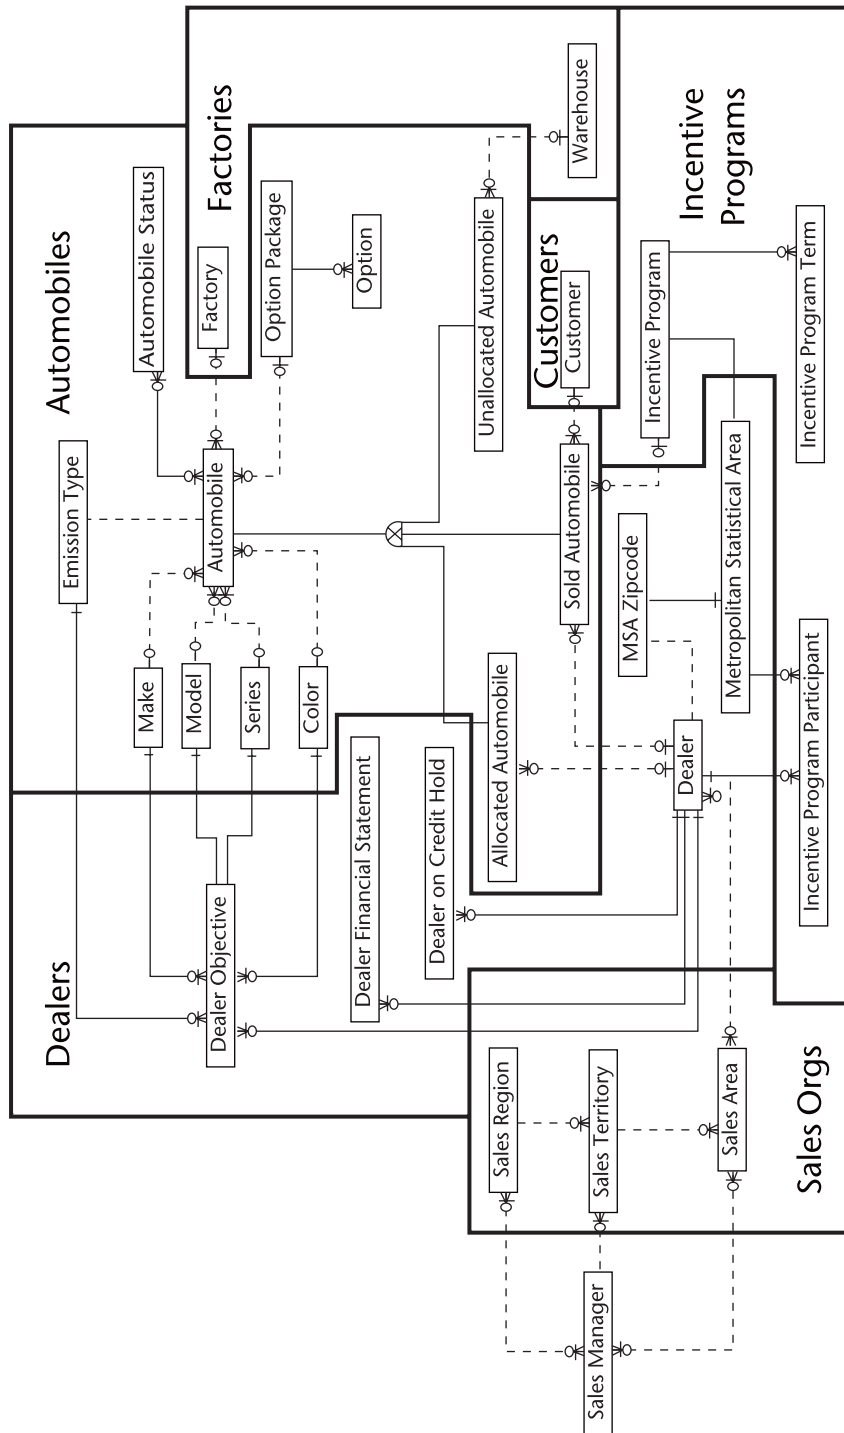 Dealers
Automobiles
Factories
Customers
Incentive
Programs
Sales Orgs
Emission Type
Automobile Status
Make
Model
Series
Color
Automobile
Factory
Option Package
Option
Dealer Objective
Dealer Financial Statement
Dealer on Credit Hold
Allocated Automobile
Sold Automobile
Unallocated Automobile
Warehouse
Customer
MSA Zipcode
Dealer
Metropolitan Statistical Area
Incentive Program
Incentive Program Term
Incentive Program Participant
Sales Region
Sales Territory
Sales Area
Sales Manager